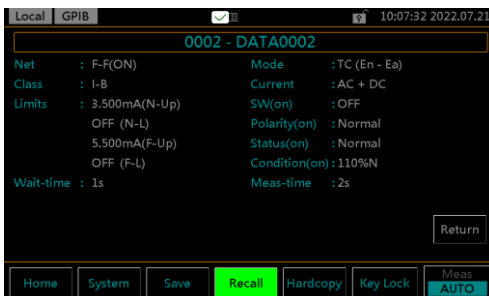 Local GPIB 10:07:32 2022.07.21
0002 - DATA0002
Net : F-F(ON) Mode :TC (En - Ea)
Class : I-B Current :AC + DC
Limits : 3.500mA(N-Up) SW(on) :OFF
OFF (N-L) Polarity(on) :Normal
5.500mA(F-Up) Status(on) :Normal
OFF (F-L) Condition(on):110%N
Wait-time : 1s Meas-time :2s
Return
Home System Save Recall Hardcopy Key Lock Meas
AUTO